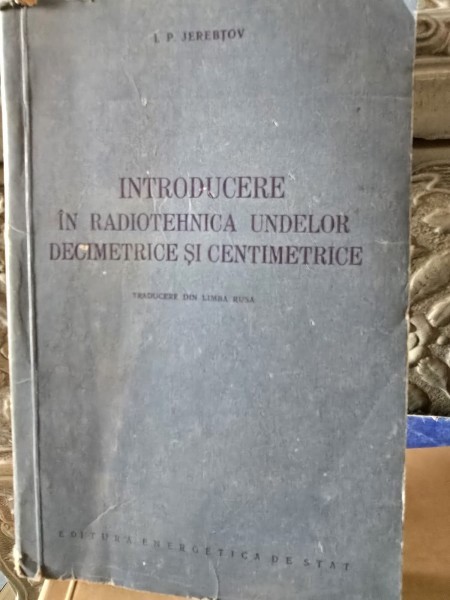 I. P. JEREBȚOV
INTRODUCERE
ÎN RADIOTEHNICA UNDELOR
DECIMETRICE ȘI CENTIMETRICE
TRADUCERE DIN LIMBA RUSĂ
EDITURA ENERGETICĂ DE STAT